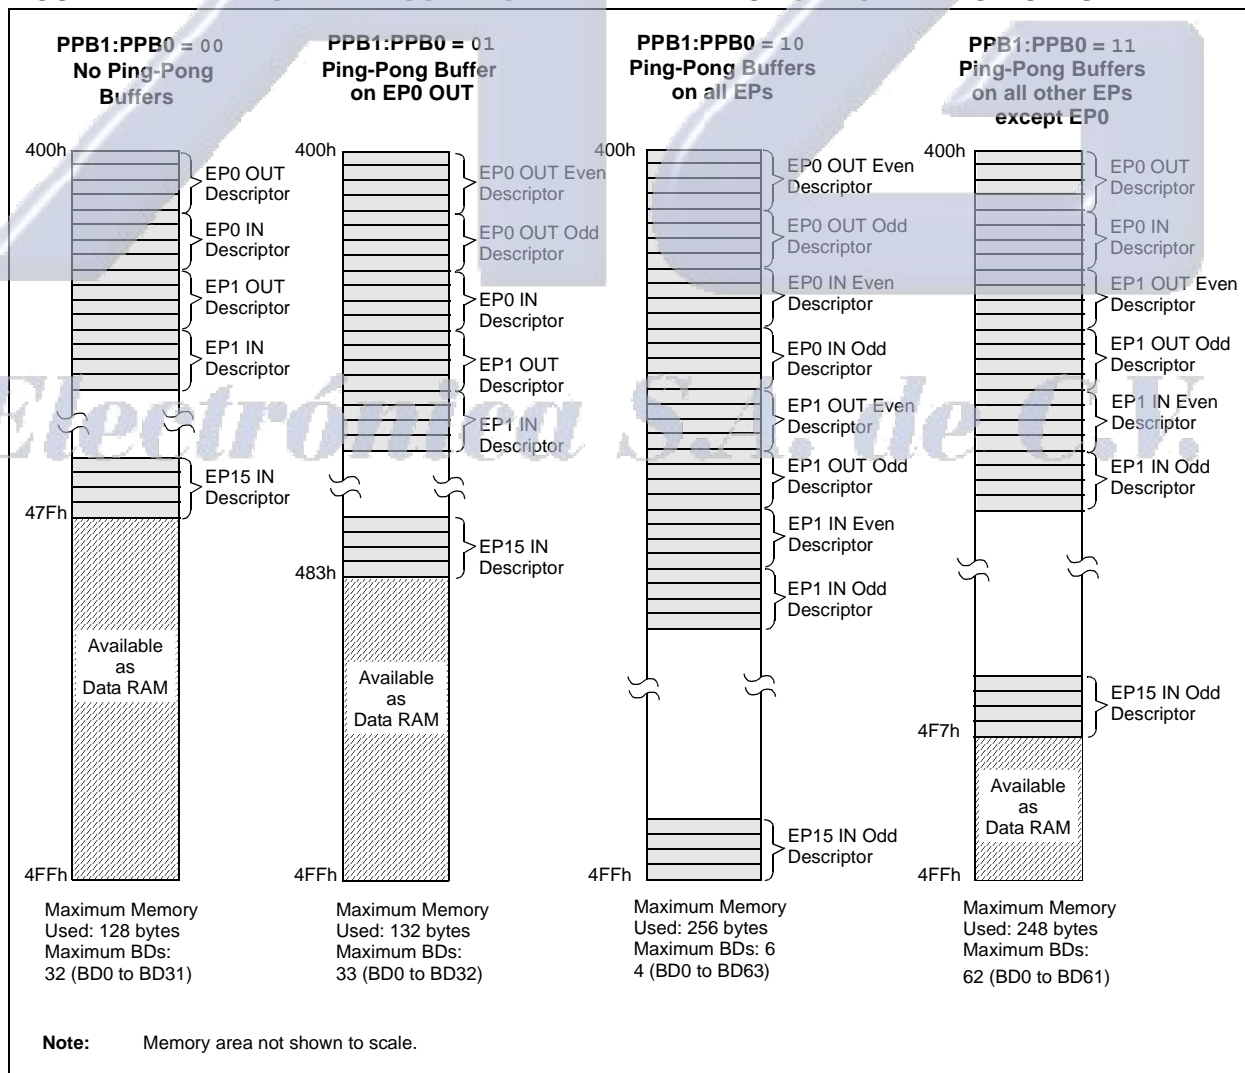 PPB1:PPB0 = 00
No Ping-Pong
Buffers
400h
EP0 OUT
Descriptor
EP0 IN
Descriptor
EP1 OUT
Descriptor
EP1 IN
Descriptor
EP15 IN
Descriptor
47Fh
Available
as
Data RAM
4FFh
Maximum Memory
Used: 128 bytes
Maximum BDs:
32 (BD0 to BD31)
PPB1:PPB0 = 01
Ping-Pong Buffer
on EP0 OUT
400h
EP0 OUT Even
Descriptor
EP0 OUT Odd
Descriptor
EP0 IN
Descriptor
EP1 OUT
Descriptor
EP1 IN
Descriptor
EP15 IN
Descriptor
483h
Available
as
Data RAM
4FFh
Maximum Memory
Used: 132 bytes
Maximum BDs:
33 (BD0 to BD32)
PPB1:PPB0 = 10
Ping-Pong Buffers
on all EPs
400h
EP0 OUT Even
Descriptor
EP0 OUT Odd
Descriptor
EP0 IN Even
Descriptor
EP0 IN Odd
Descriptor
EP1 OUT Even
Descriptor
EP1 OUT Odd
Descriptor
EP1 IN Even
Descriptor
EP1 IN Odd
Descriptor
EP15 IN Odd
Descriptor
4FFh
Maximum Memory
Used: 256 bytes
Maximum BDs: 6
4 (BD0 to BD63)
PPB1:PPB0 = 11
Ping-Pong Buffers
on all other EPs
except EP0
400h
EP0 OUT
Descriptor
EP0 IN
Descriptor
EP1 OUT Even
Descriptor
EP1 OUT Odd
Descriptor
EP1 IN Even
Descriptor
EP1 IN Odd
Descriptor
EP15 IN Odd
Descriptor
4F7h
Available
as
Data RAM
4FFh
Maximum Memory
Used: 248 bytes
Maximum BDs:
62 (BD0 to BD61)
Electrónica S.A. de C.V.
Note: Memory area not shown to scale.